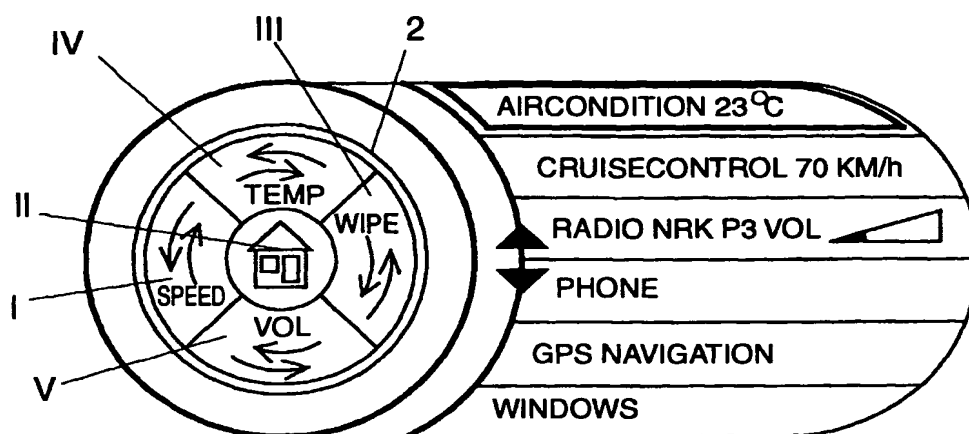 IV
III
2
AIRCONDITION 23°C
CRUISECONTROL 70 KM/h
TEMP
II
WIPE
RADIO NRK P3 VOL
I
SPEED
PHONE
VOL
V
GPS NAVIGATION
WINDOWS